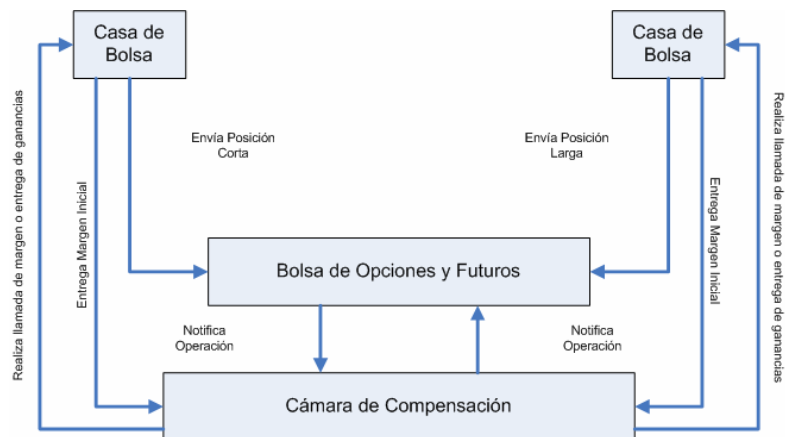 Casa de
Bolsa
Casa de
Bolsa
Realiza llamada de margen o entrega de ganancias
Entrega Margen Inicial
Envía Posición
Corta
Envía Posición
Larga
Entrega Margen Inicial
Realiza llamada de margen o entrega de ganancias
Bolsa de Opciones y Futuros
Notifica
Operación
Notifica
Operación
Cámara de Compensación